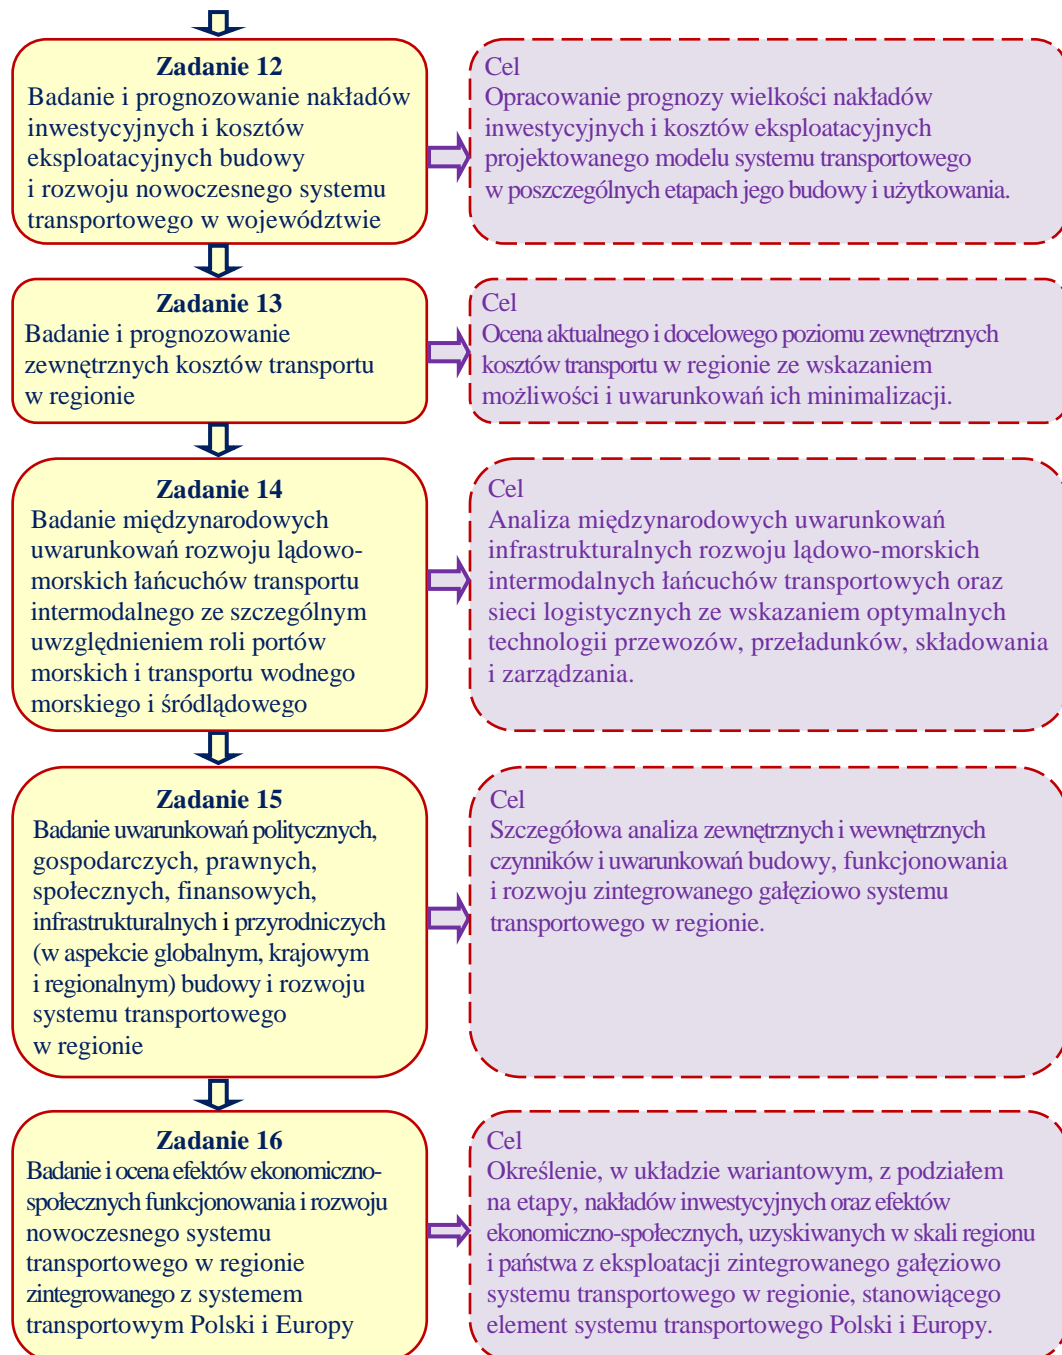 Zadanie 12
Badanie i prognozowanie nakładów
inwestycyjnych i kosztów
eksploatacyjnych budowy
i rozwoju nowoczesnego systemu
transportowego w województwie
Cel
Opracowanie prognozy wielkości nakładów
inwestycyjnych i kosztów eksploatacyjnych
projektowanego modelu systemu transportowego
w poszczególnych etapach jego budowy i użytkowania.
Zadanie 13
Badanie i prognozowanie
zewnętrznych kosztów transportu
w regionie
Cel
Ocena aktualnego i docelowego poziomu zewnętrznych
kosztów transportu w regionie ze wskazaniem
możliwości i uwarunkowań ich minimalizacji.
Zadanie 14
Badanie międzynarodowych
uwarunkowań rozwoju lądowo-
morskich łańcuchów transportu
intermodalnego ze szczególnym
uwzględnieniem roli portów
morskich i transportu wodnego
morskiego i śródlądowego
Cel
Analiza międzynarodowych uwarunkowań
infrastrukturalnych rozwoju lądowo-morskich
intermodalnych łańcuchów transportowych oraz
sieci logistycznych ze wskazaniem optymalnych
technologii przewozów, przeładunków, składowania
i zarządzania.
Zadanie 15
Badanie uwarunkowań politycznych,
gospodarczych, prawnych,
społecznych, finansowych,
infrastrukturalnych i przyrodniczych
(w aspekcie globalnym, krajowym
i regionalnym) budowy i rozwoju
systemu transportowego
w regionie
Cel
Szczegółowa analiza zewnętrznych i wewnętrznych
czynników i uwarunkowań budowy, funkcjonowania
i rozwoju zintegrowanego gałęziowo systemu
transportowego w regionie.
Zadanie 16
Badanie i ocena efektów ekonomiczno-
społecznych funkcjonowania i rozwoju
nowoczesnego systemu
transportowego w regionie
zintegrowanego z systemem
transportowym Polski i Europy
Cel
Określenie, w układzie wariantowym, z podziałem
na etapy, nakładów inwestycyjnych oraz efektów
ekonomiczno-społecznych, uzyskiwanych w skali regionu
i państwa z eksploatacji zintegrowanego gałęziowo
systemu transportowego w regionie, stanowiącego
element systemu transportowego Polski i Europy.